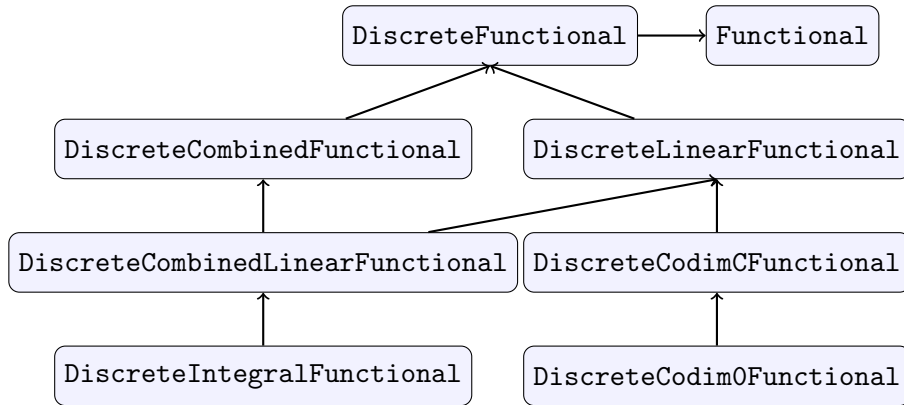 DiscreteFunctional
Functional
DiscreteCombinedFunctional
DiscreteLinearFunctional
DiscreteCombinedLinearFunctional
DiscreteCodimCFunctional
DiscreteIntegralFunctional
DiscreteCodim0Functional